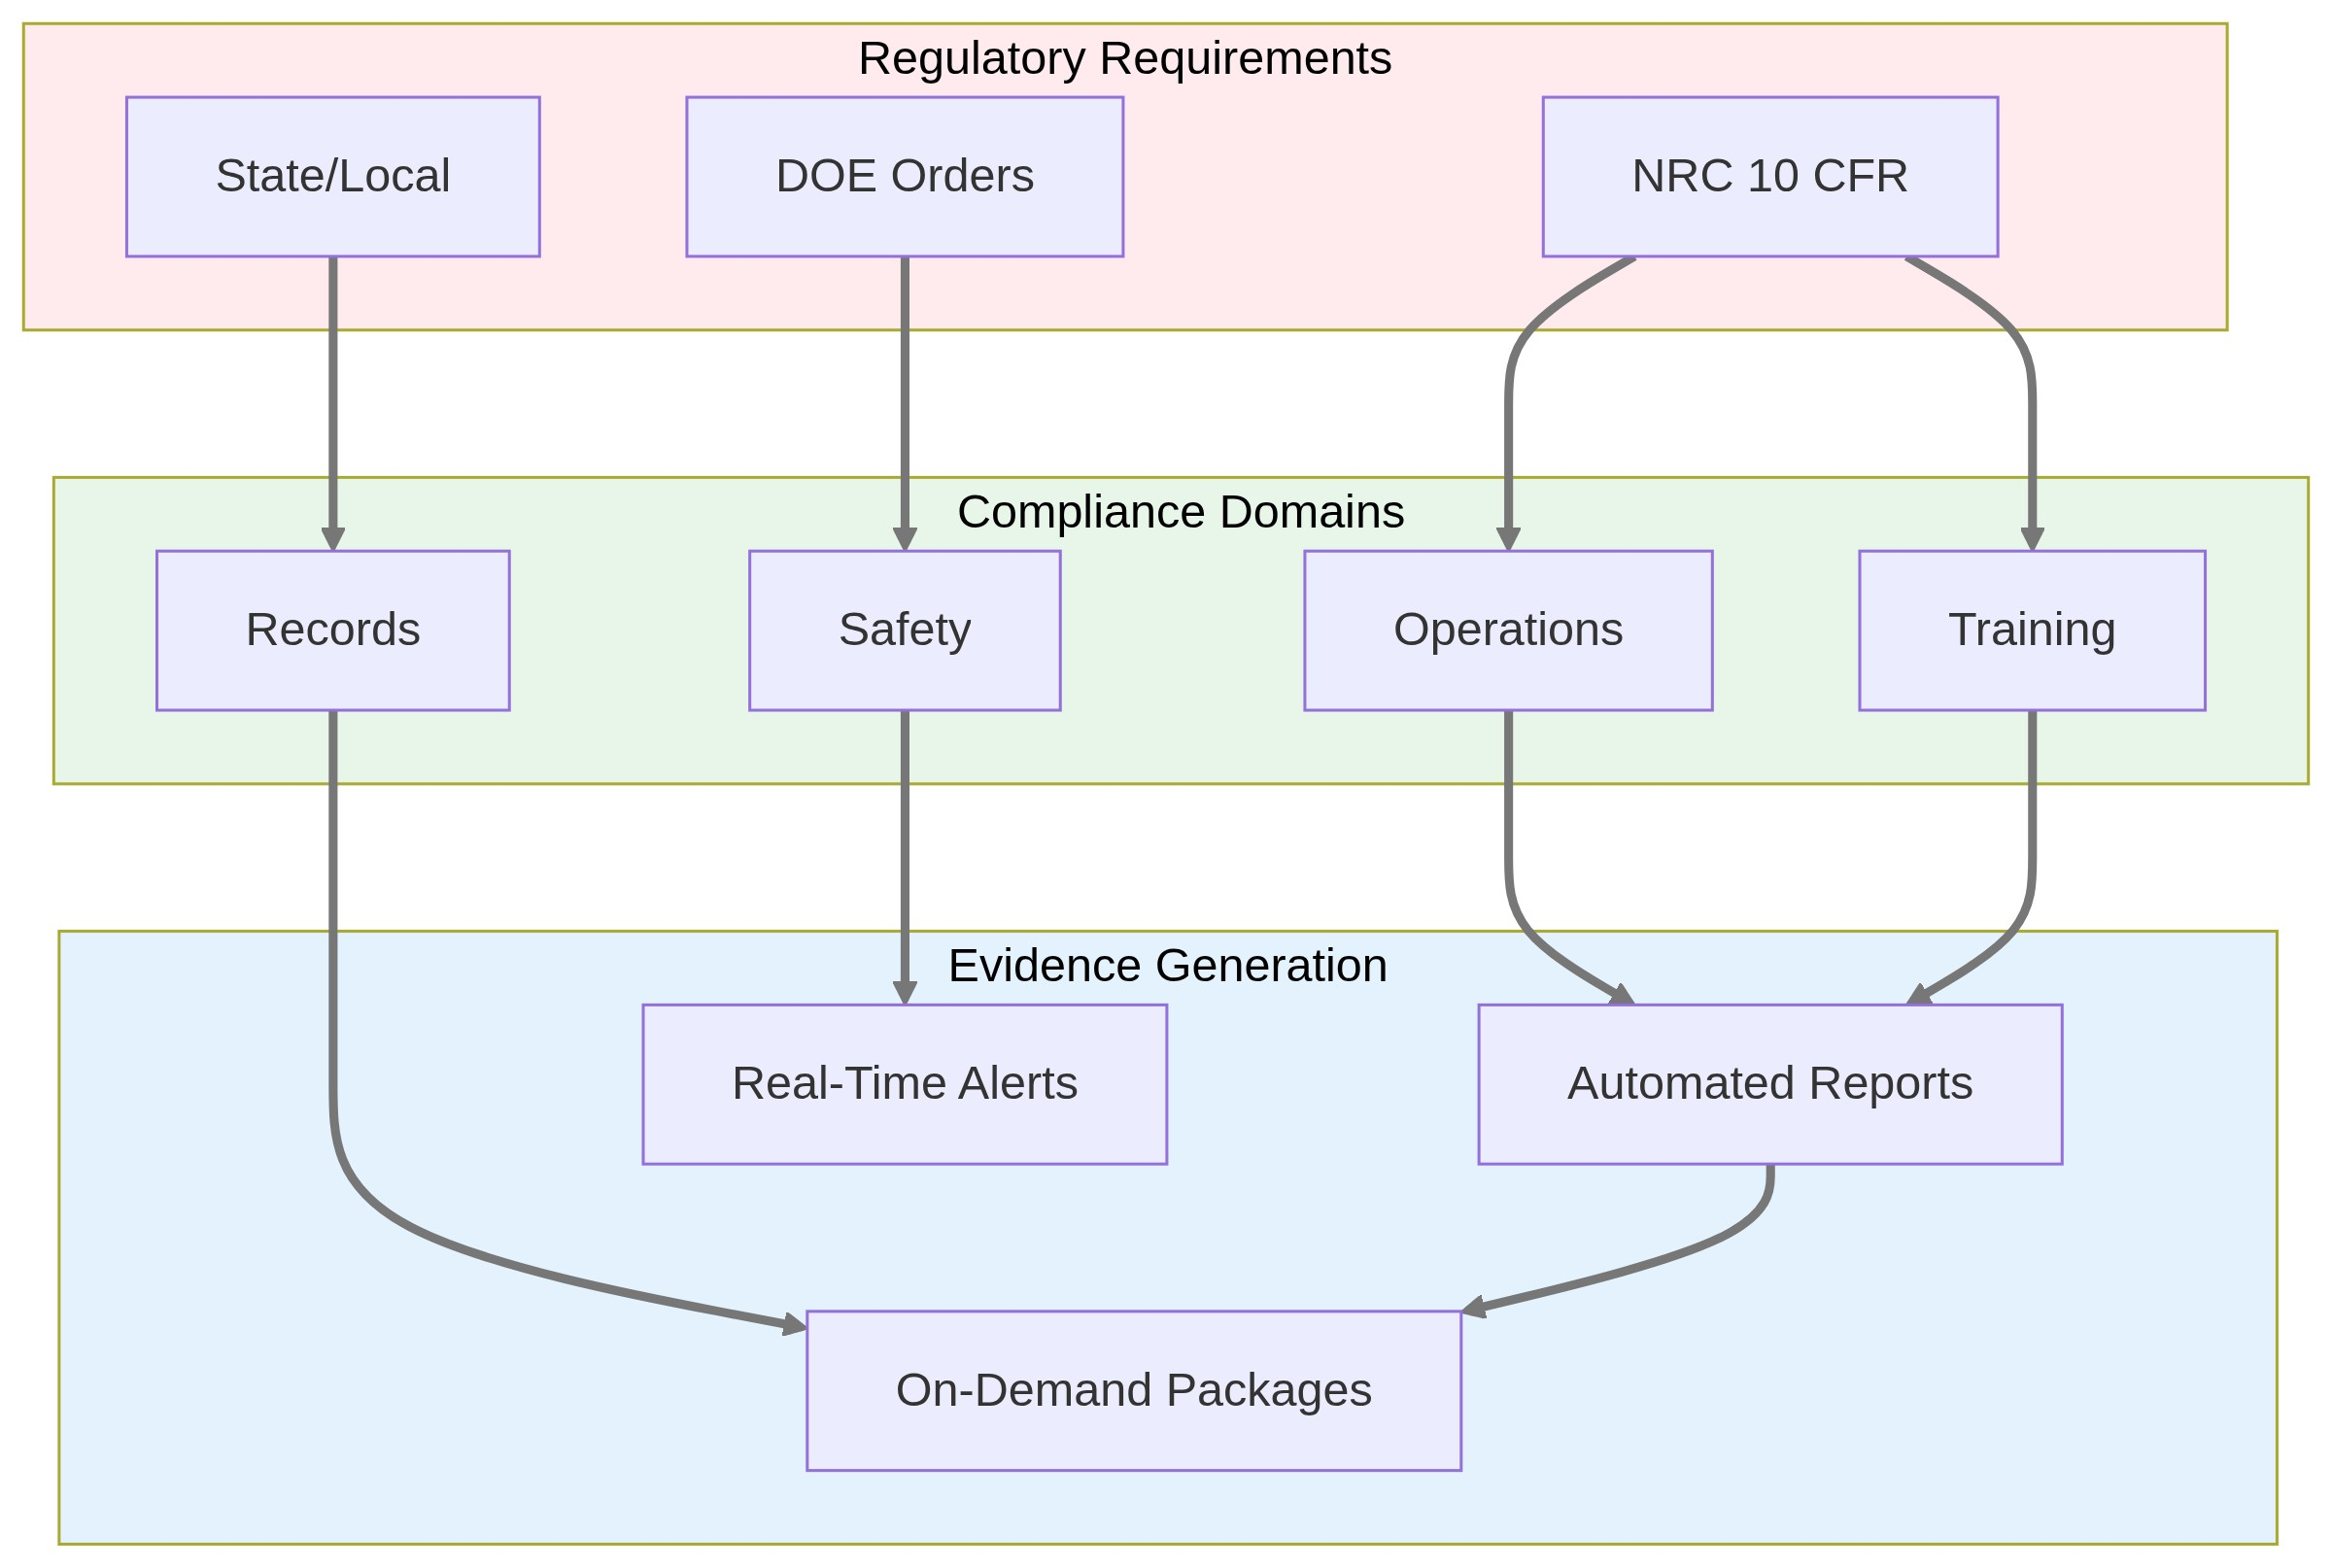 Regulatory Requirements
State/Local
DOE Orders
NRC 10 CFR
Compliance Domains
Records
Safety
Operations
Training
Evidence Generation
Real-Time Alerts
Automated Reports
On-Demand Packages